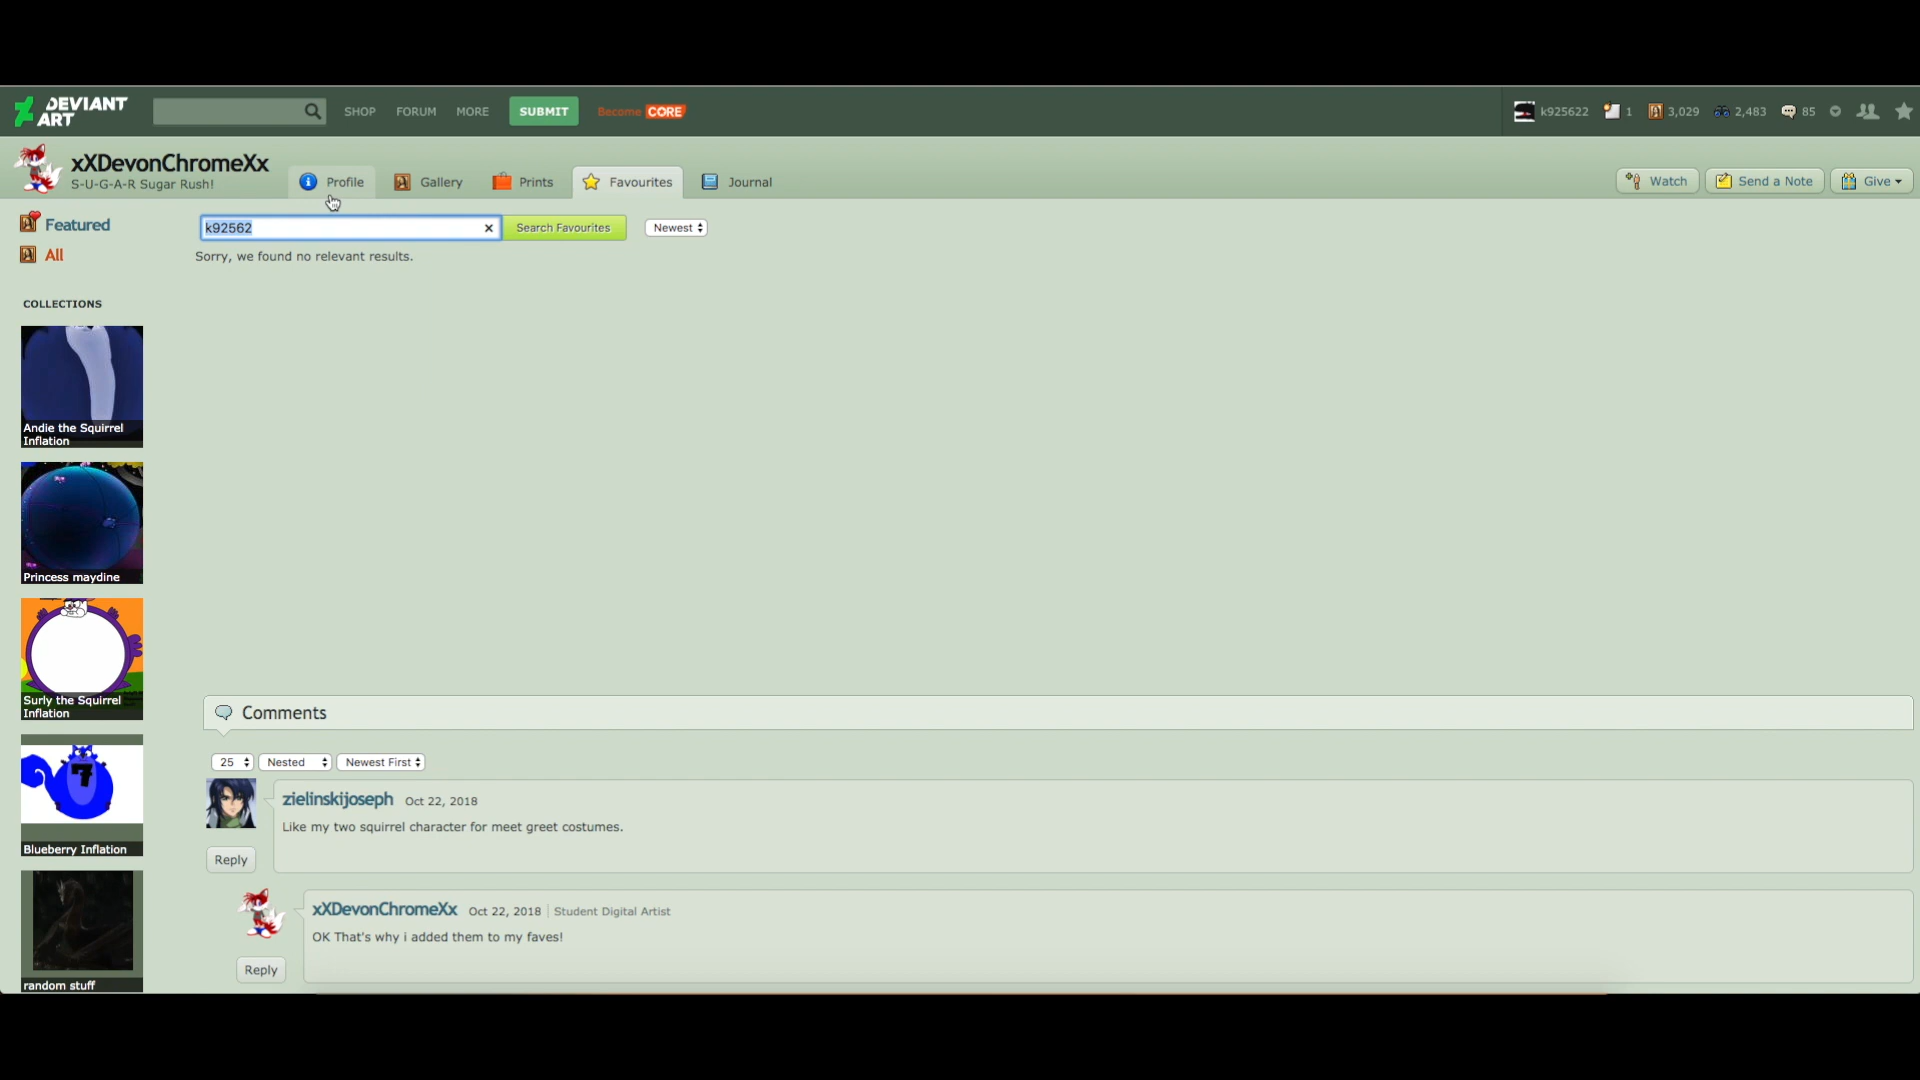 DEVIANT ART
SHOP FORUM MORE SUBMIT Become CORE
k925622 1 3,029 2,483 85
xXDevonChromeXx
S-U-G-A-R Sugar Rush!
Profile Gallery Prints Favourites Journal
Watch Send a Note Give
Featured
All
k92562 × Search Favourites Newest
Sorry, we found no relevant results.
COLLECTIONS
Andie the Squirrel
Inflation
Princess maydine
Surly the Squirrel
Inflation
7
Blueberry Inflation
random stuff
Comments
25 Nested Newest First
zielinskijoseph Oct 22, 2018
Like my two squirrel character for meet greet costumes.
Reply
xXDevonChromeXx Oct 22, 2018 Student Digital Artist
OK That's why i added them to my faves!
Reply